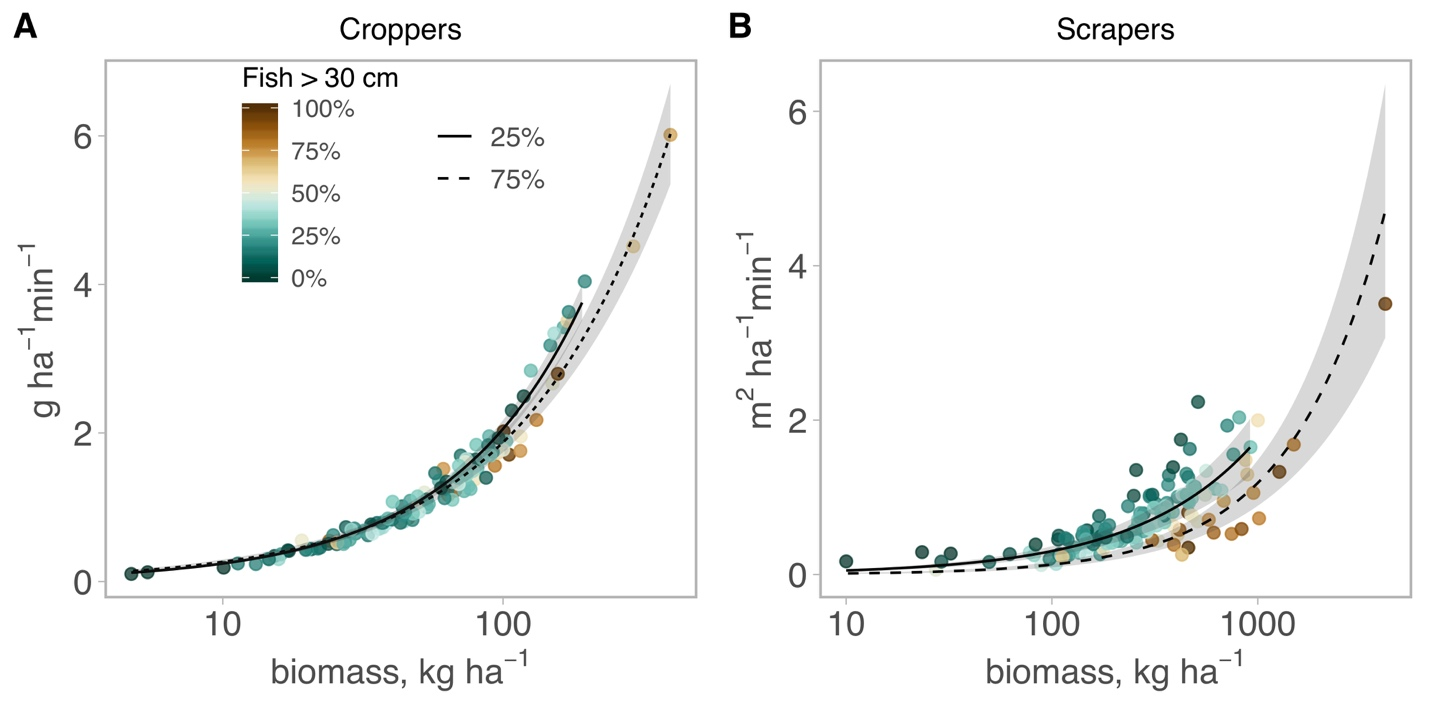 A
Croppers
Fish > 30 cm
100%
75%
50%
25%
0%
25%
75%
6
4
2
0
g ha⁻¹min⁻¹
10
100
biomass, kg ha⁻¹
B
Scrapers
6
4
2
0
m² ha⁻¹min⁻¹
10
100
1000
biomass, kg ha⁻¹